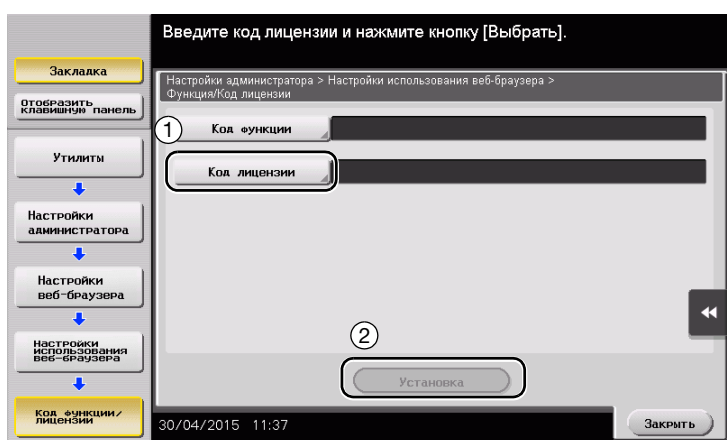 Введите код лицензии и нажмите кнопку [Выбрать].
Закладка
Отобразить
клавишную панель
Настройки администратора > Настройки использования веб-браузера >
Функция/Код лицензии
1
Код функции
Утилиты
Код лицензии
Настройки
администратора
Настройки
веб-браузера
Настройки
использования
веб-браузера
2
Установка
Код функции/
лицензии
30/04/2015 11:37
Закрыть